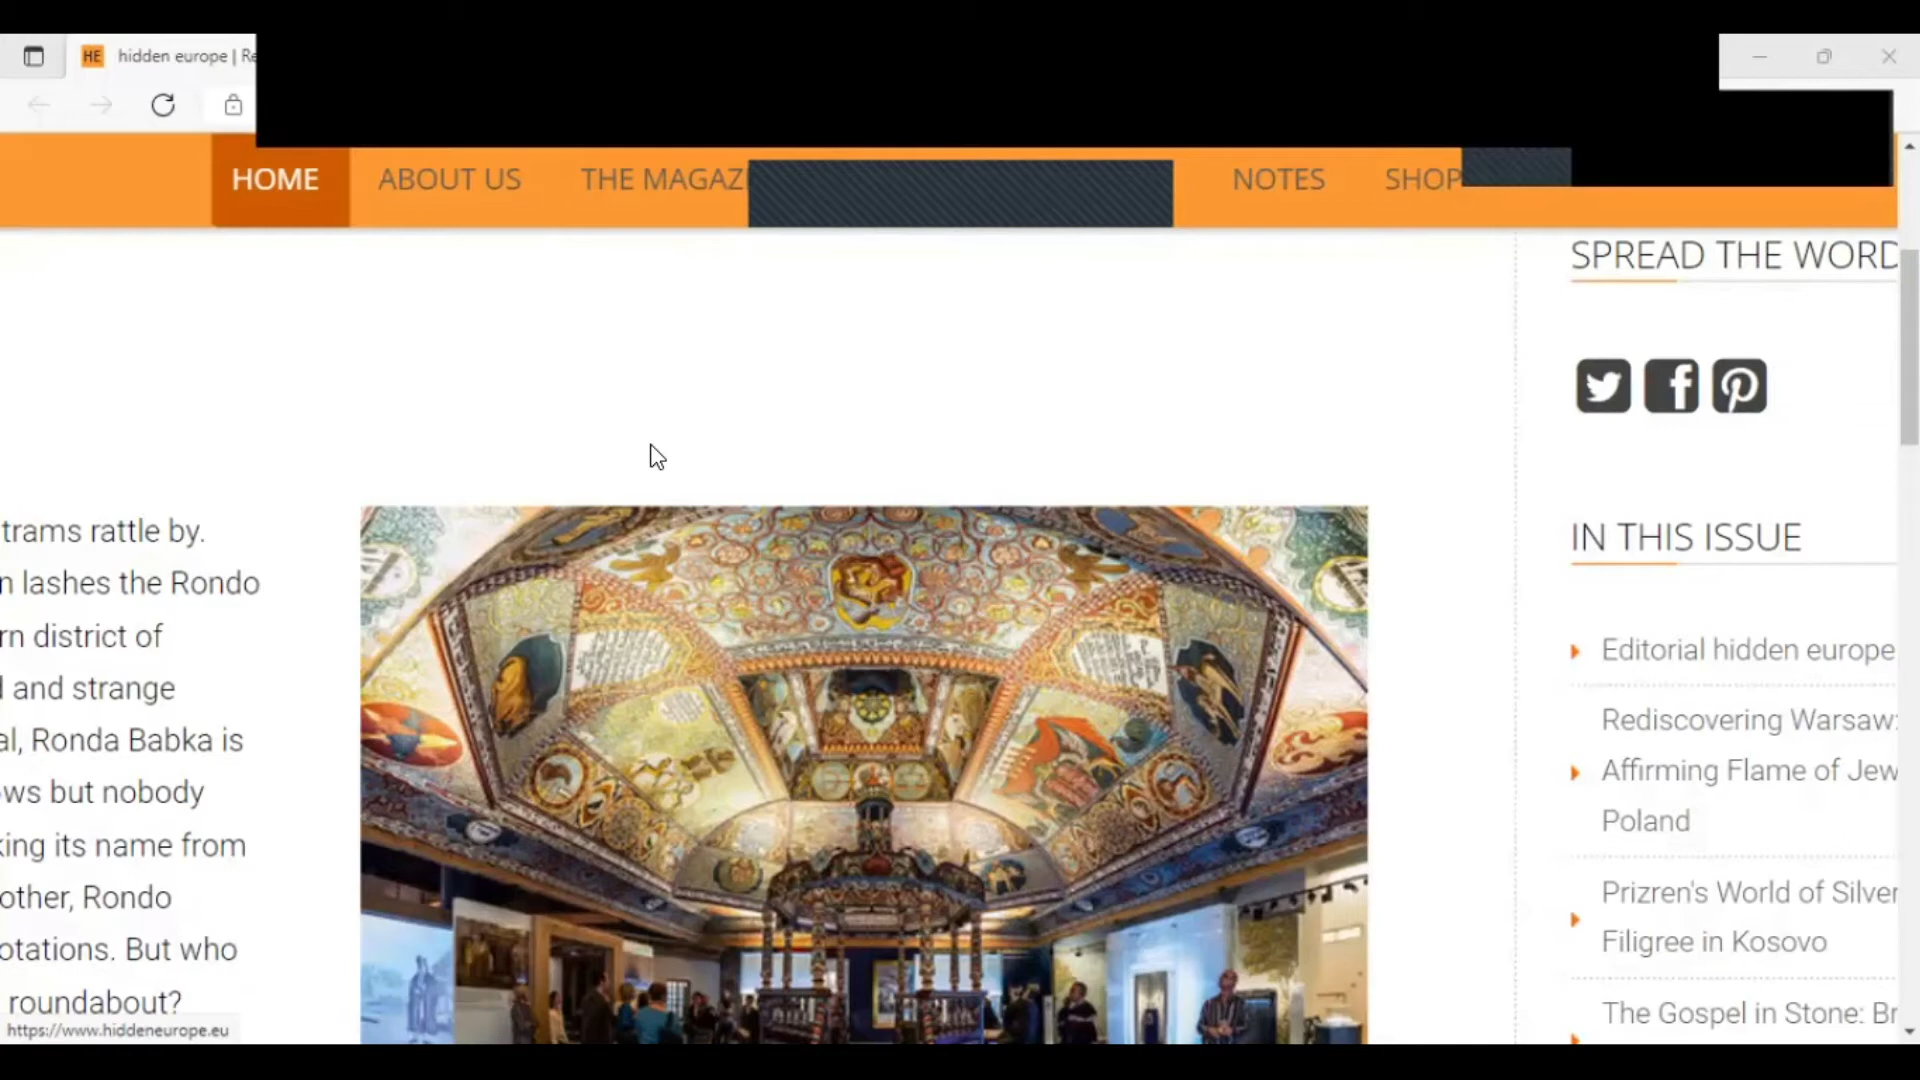 HE hidden europe | Re
HOME ABOUT US THE MAGAZ NOTES SHOP
SPREAD THE WORD
trams rattle by.
n lashes the Rondo
rn district of
d and strange
al, Ronda Babka is
ows but nobody
king its name from
other, Rondo
otations. But who
roundabout?
IN THIS ISSUE
Editorial hidden europe
Rediscovering Warsaw:
Affirming Flame of Jew
Poland
Prizren's World of Silver
Filigree in Kosovo
The Gospel in Stone: Br
https://www.hiddeneurope.eu